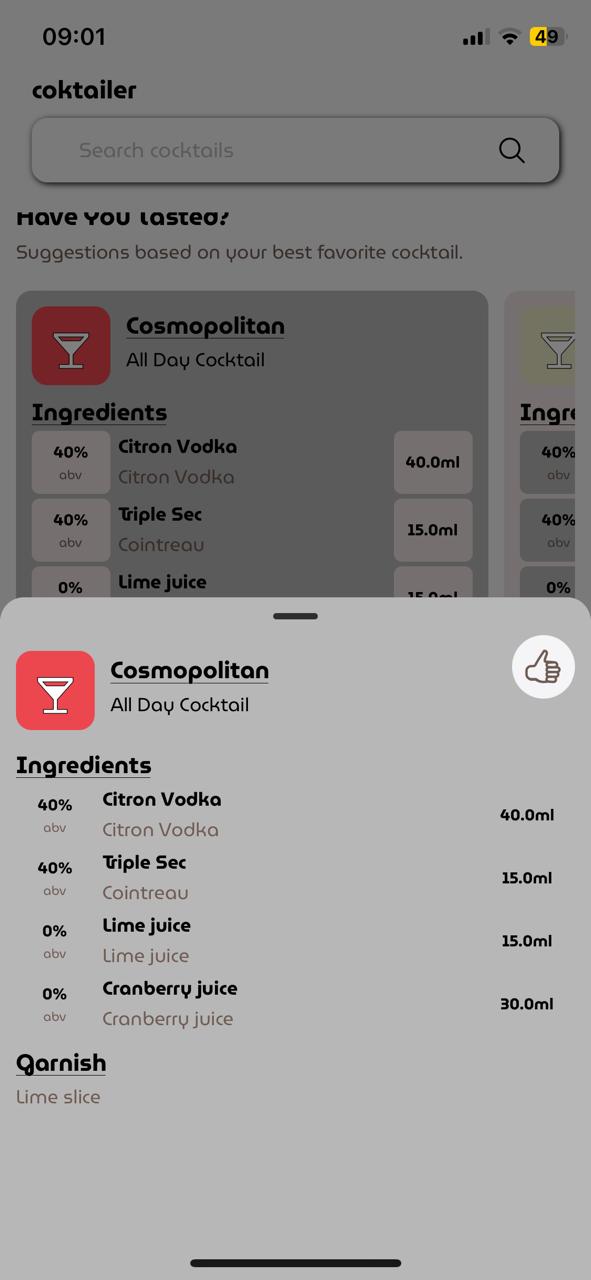 09:01
49
coktailer
Search cocktails
Have You tasted?
Suggestions based on your best favorite cocktail.
Cosmopolitan
All Day Cocktail
Ingredients
40%
abv
Citron Vodka
Citron Vodka
40.0ml
40%
abv
Triple Sec
Cointreau
15.0ml
0%
Lime juice
15.0ml
Ingre
40%
abv
40%
abv
0%
Cosmopolitan
All Day Cocktail
Ingredients
40%
abv
Citron Vodka
Citron Vodka
40.0ml
40%
abv
Triple Sec
Cointreau
15.0ml
0%
abv
Lime juice
Lime juice
15.0ml
0%
abv
Cranberry juice
Cranberry juice
30.0ml
Garnish
Lime slice